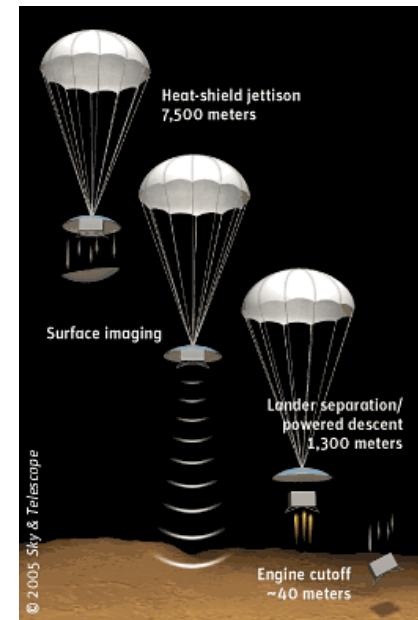 Heat-shield jettison
7,500 meters
Surface imaging
Lander separation/
powered descent
1,300 meters
Engine cutoff
~40 meters
© 2005 Sky & Telescope